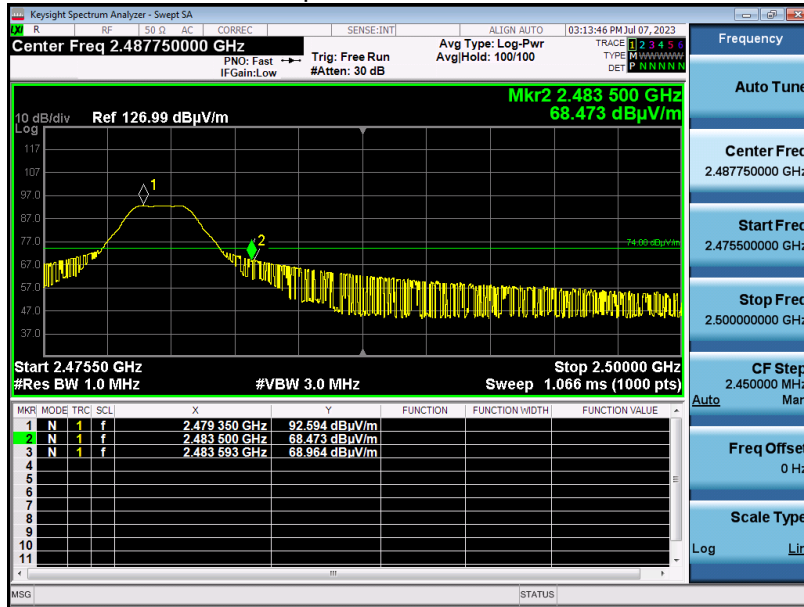 Keysight Spectrum Analyzer - Swept SA
LXI R RF 50 Ω AC CORREC SENSE:INT ALIGN AUTO 03:13:46 PM Jul 07, 2023
Center Freq 2.487750000 GHz
PNO: Fast
IFGain:Low
Trig: Free Run
#Atten: 30 dB
Avg Type: Log-Pwr
Avg|Hold: 100/100
TRACE 1 2 3 4 5 6
TYPE M WWWWW
DET P N N N N N
Mkr2 2.483 500 GHz
68.473 dBµV/m
10 dB/div Ref 126.99 dBµV/m
Log
117
107
97.0
87.0
77.0
67.0
57.0
47.0
37.0
1
2
74.00 dBµV/m
Start 2.47550 GHz Stop 2.50000 GHz
#Res BW 1.0 MHz #VBW 3.0 MHz Sweep 1.066 ms (1000 pts)
MKR MODE TRC SCL X Y FUNCTION FUNCTION WIDTH FUNCTION VALUE
1 N 1 f 2.479 350 GHz 92.594 dBµV/m
2 N 1 f 2.483 500 GHz 68.473 dBµV/m
3 N 1 f 2.483 593 GHz 68.964 dBµV/m
4
5
6
7
8
9
10
11
MSG STATUS
Frequency
Auto Tune
Center Freq
2.487750000 GHz
Start Freq
2.475500000 GHz
Stop Freq
2.500000000 GHz
CF Step
2.450000 MHz
Auto Man
Freq Offset
0 Hz
Scale Type
Log Lin